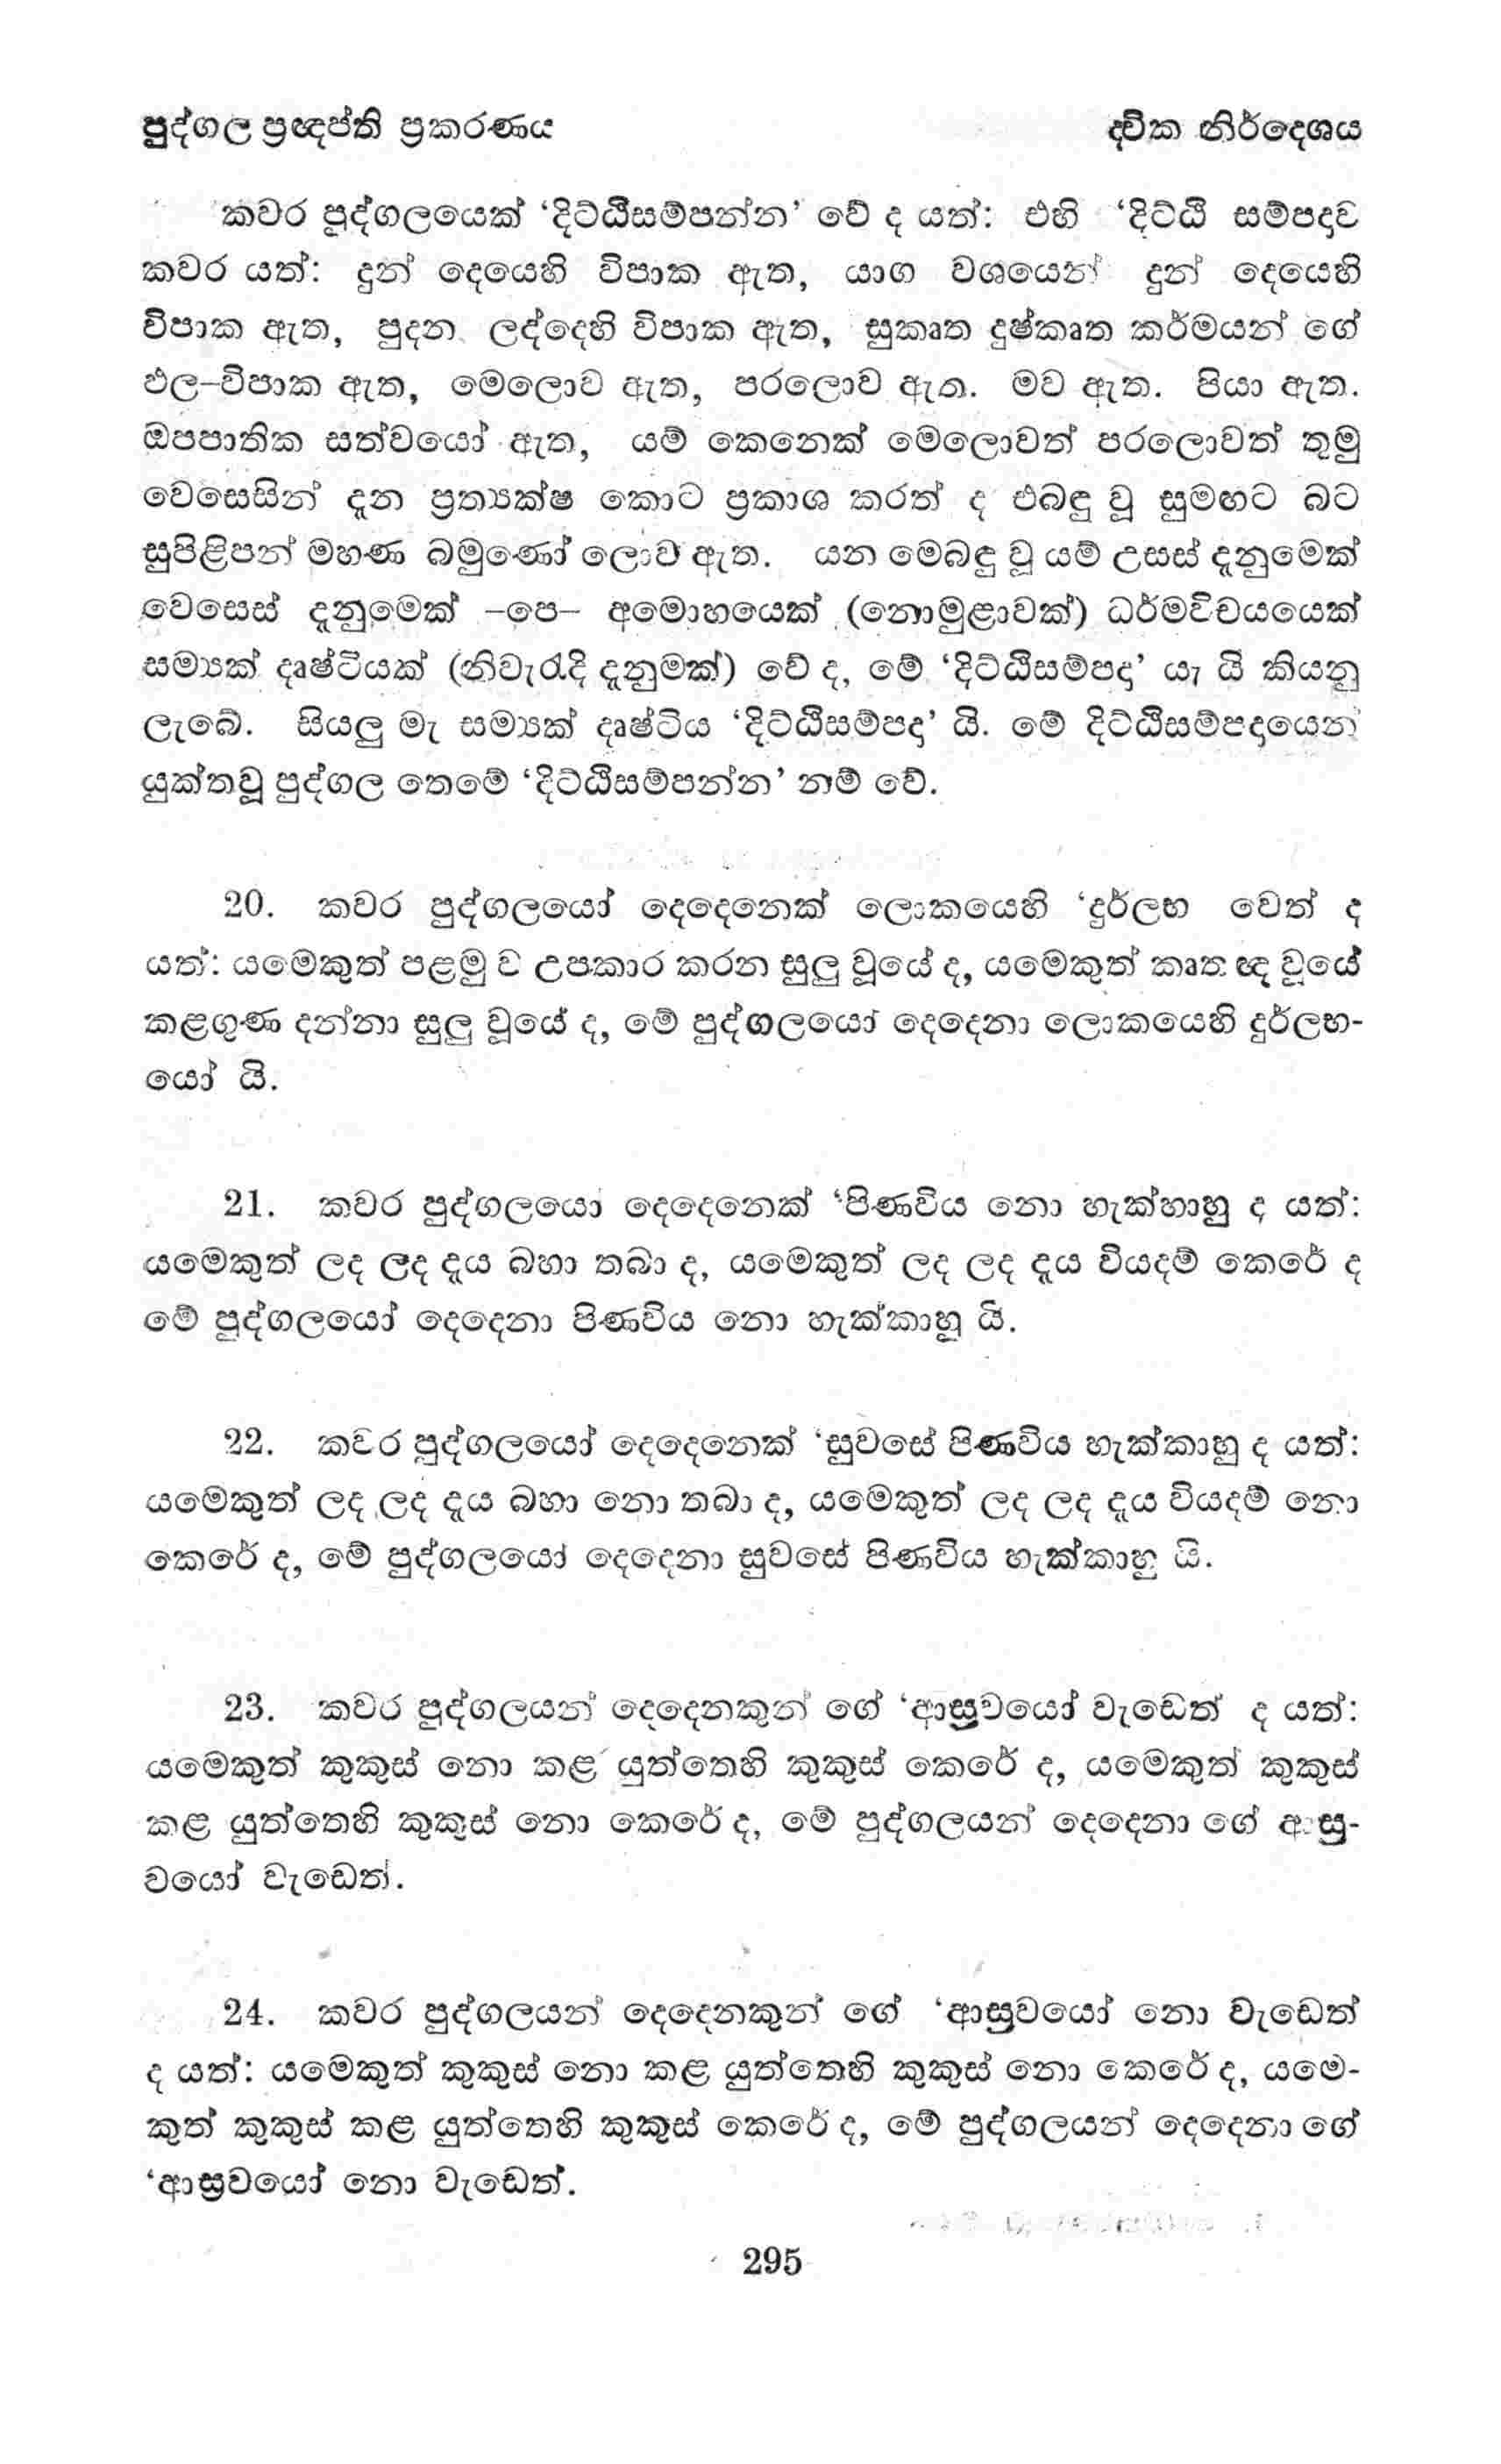 පුද්ගල ප්‍රඥප්ති ප්‍රකරණය ද්වික නිර්දෙශය
කවර පුද්ගලයෙක් ‘දිට්ඨිසම්පන්න’ වේ ද යත්: එහි ‘දිට්ඨි සම්පදාව
කවර යත්: දුන් දෙයෙහි විපාක ඇත, යාග වශයෙන් දුන් දෙයෙහි
විපාක ඇත, පුදන ලද්දෙහි විපාක ඇත, සුකෘත දුෂ්කෘත කර්මයන් ගේ
ඵල–විපාක ඇත, මෙලොව ඇත, පරලොව ඇත. මව ඇත. පියා ඇත.
ඔපපාතික සත්වයෝ ඇත, යම් කෙනෙක් මෙලොවත් පරලොවත් තුමු
වෙසෙසින් දැන ප්‍රත්‍යක්ෂ කොට ප්‍රකාශ කරත් ද එබඳු වූ සුමඟට බට
සුපිළිපන් මහණ බමුණෝ ලොව ඇත. යන මෙබඳු වූ යම් උසස් දැනුමෙක්
වෙසෙස් දැනුමෙක් –පෙ– අමොහයෙක් (නොමුළාවක්) ධර්මවිචයයෙක්
සම්‍යක් දෘෂ්ටියක් (නිවැරැදි දැනුමක්) වේ ද, මේ ‘දිට්ඨිසම්පදා’ යැ යි කියනු
ලැබේ. සියලු මැ සම්‍යක් දෘෂ්ටිය ‘දිට්ඨිසම්පදා’ යි. මේ දිට්ඨිසම්පදායෙන්
යුක්තවූ පුද්ගල තෙමේ ‘දිට්ඨිසම්පන්න’ නම් වේ.
20. කවර පුද්ගලයෝ දෙදෙනෙක් ලොකයෙහි ‘දුර්ලභ වෙත් ද
යත්: යමෙකුත් පළමු ව උපකාර කරන සුලු වූයේ ද, යමෙකුත් කෘතඥ වූයේ
කළගුණ දන්නා සුලු වූයේ ද, මේ පුද්ගලයෝ දෙදෙනා ලොකයෙහි දුර්ලභ-
යෝ යි.
21. කවර පුද්ගලයෝ දෙදෙනෙක් ‘පිණවිය නො හැක්හාහු ද යත්:
යමෙකුත් ලද ලද දැය බහා තබා ද, යමෙකුත් ලද ලද දැය වියදම් කෙරේ ද
මේ පුද්ගලයෝ දෙදෙනා පිණවිය නො හැක්කාහු යි.
22. කවර පුද්ගලයෝ දෙදෙනෙක් ‘සුවසේ පිණවිය හැක්කාහු ද යත්:
යමෙකුත් ලද ලද දැය බහා නො තබා ද, යමෙකුත් ලද ලද දැය වියදම් නො
කෙරේ ද, මේ පුද්ගලයෝ දෙදෙනා සුවසේ පිණවිය හැක්කාහු යි.
23. කවර පුද්ගලයන් දෙදෙනකුන් ගේ ‘ආස්‍රවයෝ වැඩෙත් ද යත්:
යමෙකුත් කුකුස් නො කළ යුත්තෙහි කුකුස් කෙරේ ද, යමෙකුත් කුකුස්
කළ යුත්තෙහි කුකුස් නො කෙරේ ද, මේ පුද්ගලයන් දෙදෙනා ගේ ආස්‍ර-
වයෝ වැඩෙත්.
24. කවර පුද්ගලයන් දෙදෙනකුන් ගේ ‘ආස්‍රවයෝ නො වැඩෙත්
ද යත්: යමෙකුත් කුකුස් නො කළ යුත්තෙහි කුකුස් නො කෙරේ ද, යමෙ-
කුත් කුකුස් කළ යුත්තෙහි කුකුස් කෙරේ ද, මේ පුද්ගලයන් දෙදෙනා ගේ
‘ආස්‍රවයෝ නො වැඩෙත්.
295